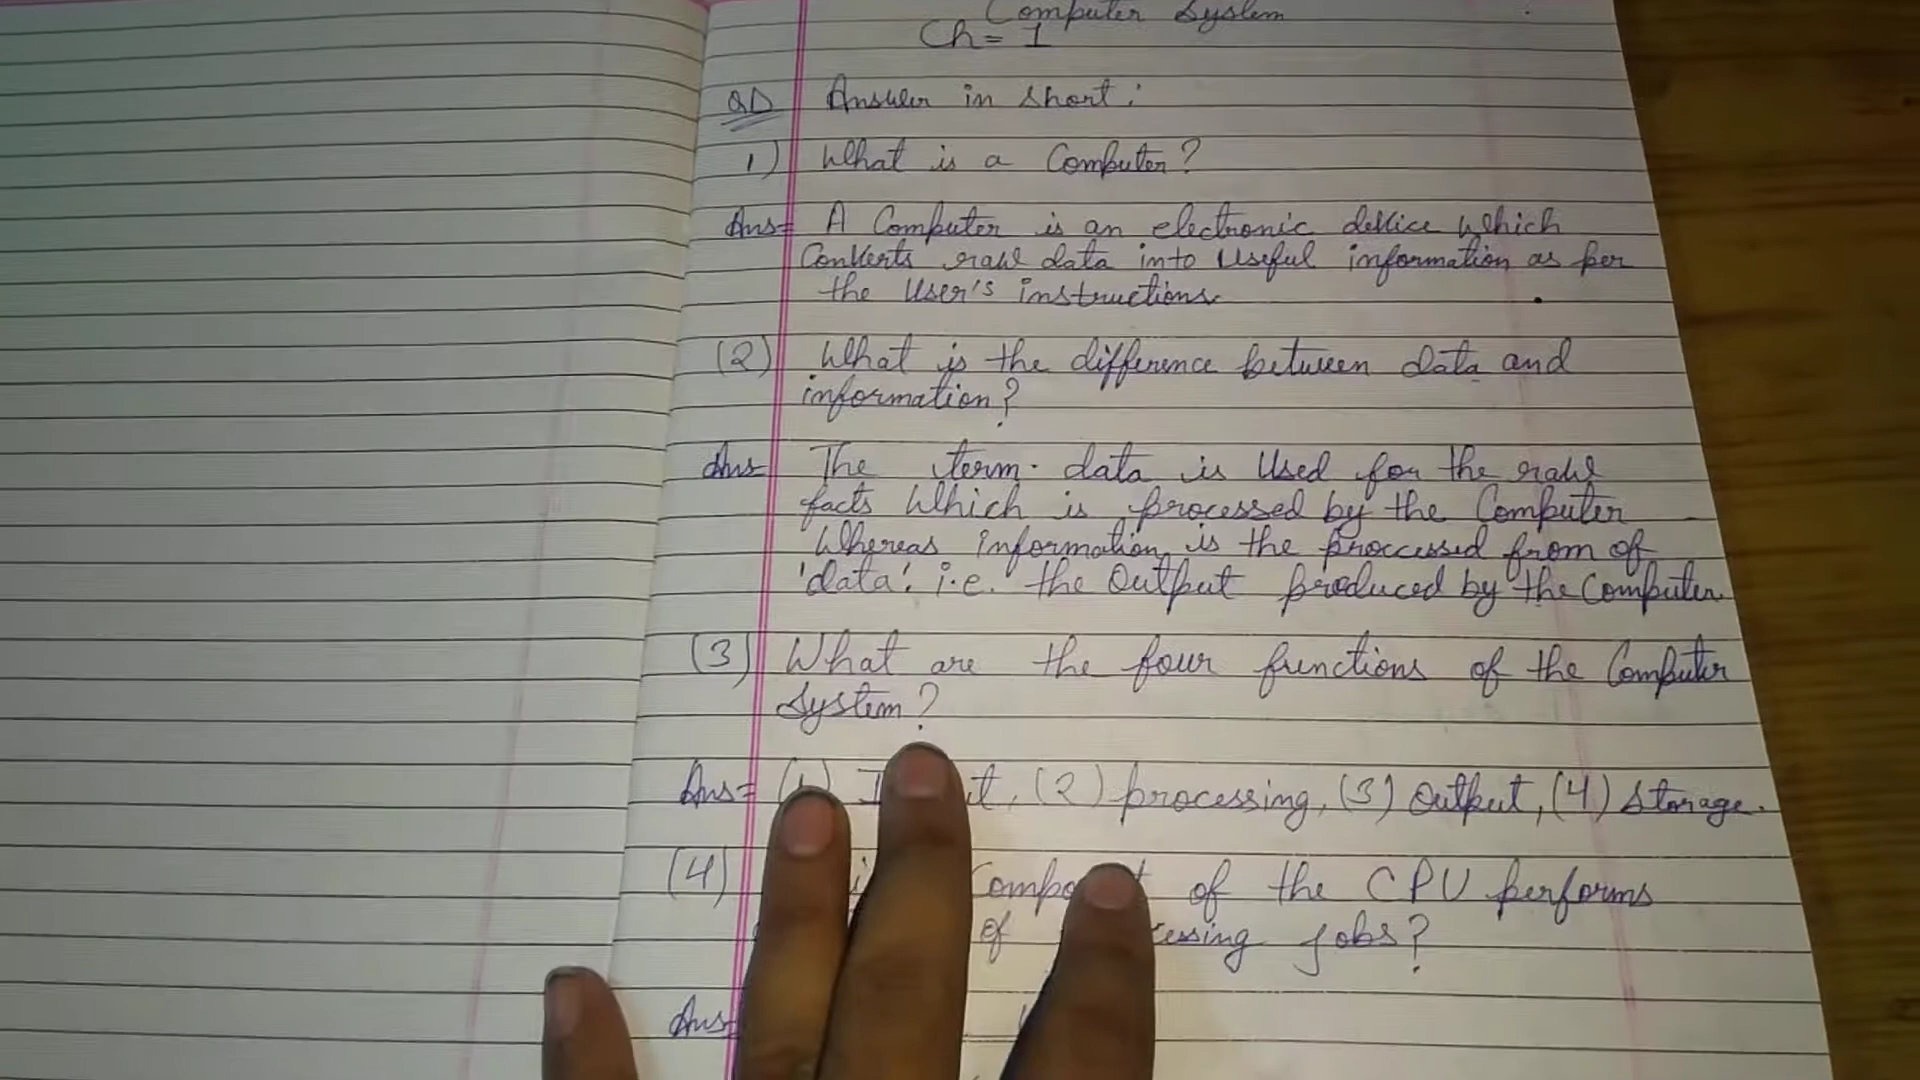 Computer System
Ch= 1
QD Answer in short:
1) What is a Computer?
Ans= A Computer is an electronic device which
Converts raw data into Useful information as per
the User's instructions.
(2) What is the difference between data and
information?
Ans The term data is Used for the raw
facts Which is processed by the Computer
Whereas information is the proccessed from of
'data'. i.e. the Output produced by the Computer.
(3) What are the four functions of the Computer
System?
Ans= (1) (2) processing, (3) Output, (4) Storage.
(4) of the CPU performs
of jobs?
Ans=